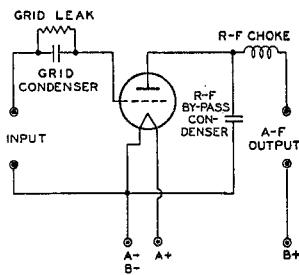 GRID LEAK
GRID
CONDENSER
R-F CHOKE
R-F
BY-PASS
CON-
DENSER
INPUT
A-F
OUTPUT
A-
B-
A+
B+